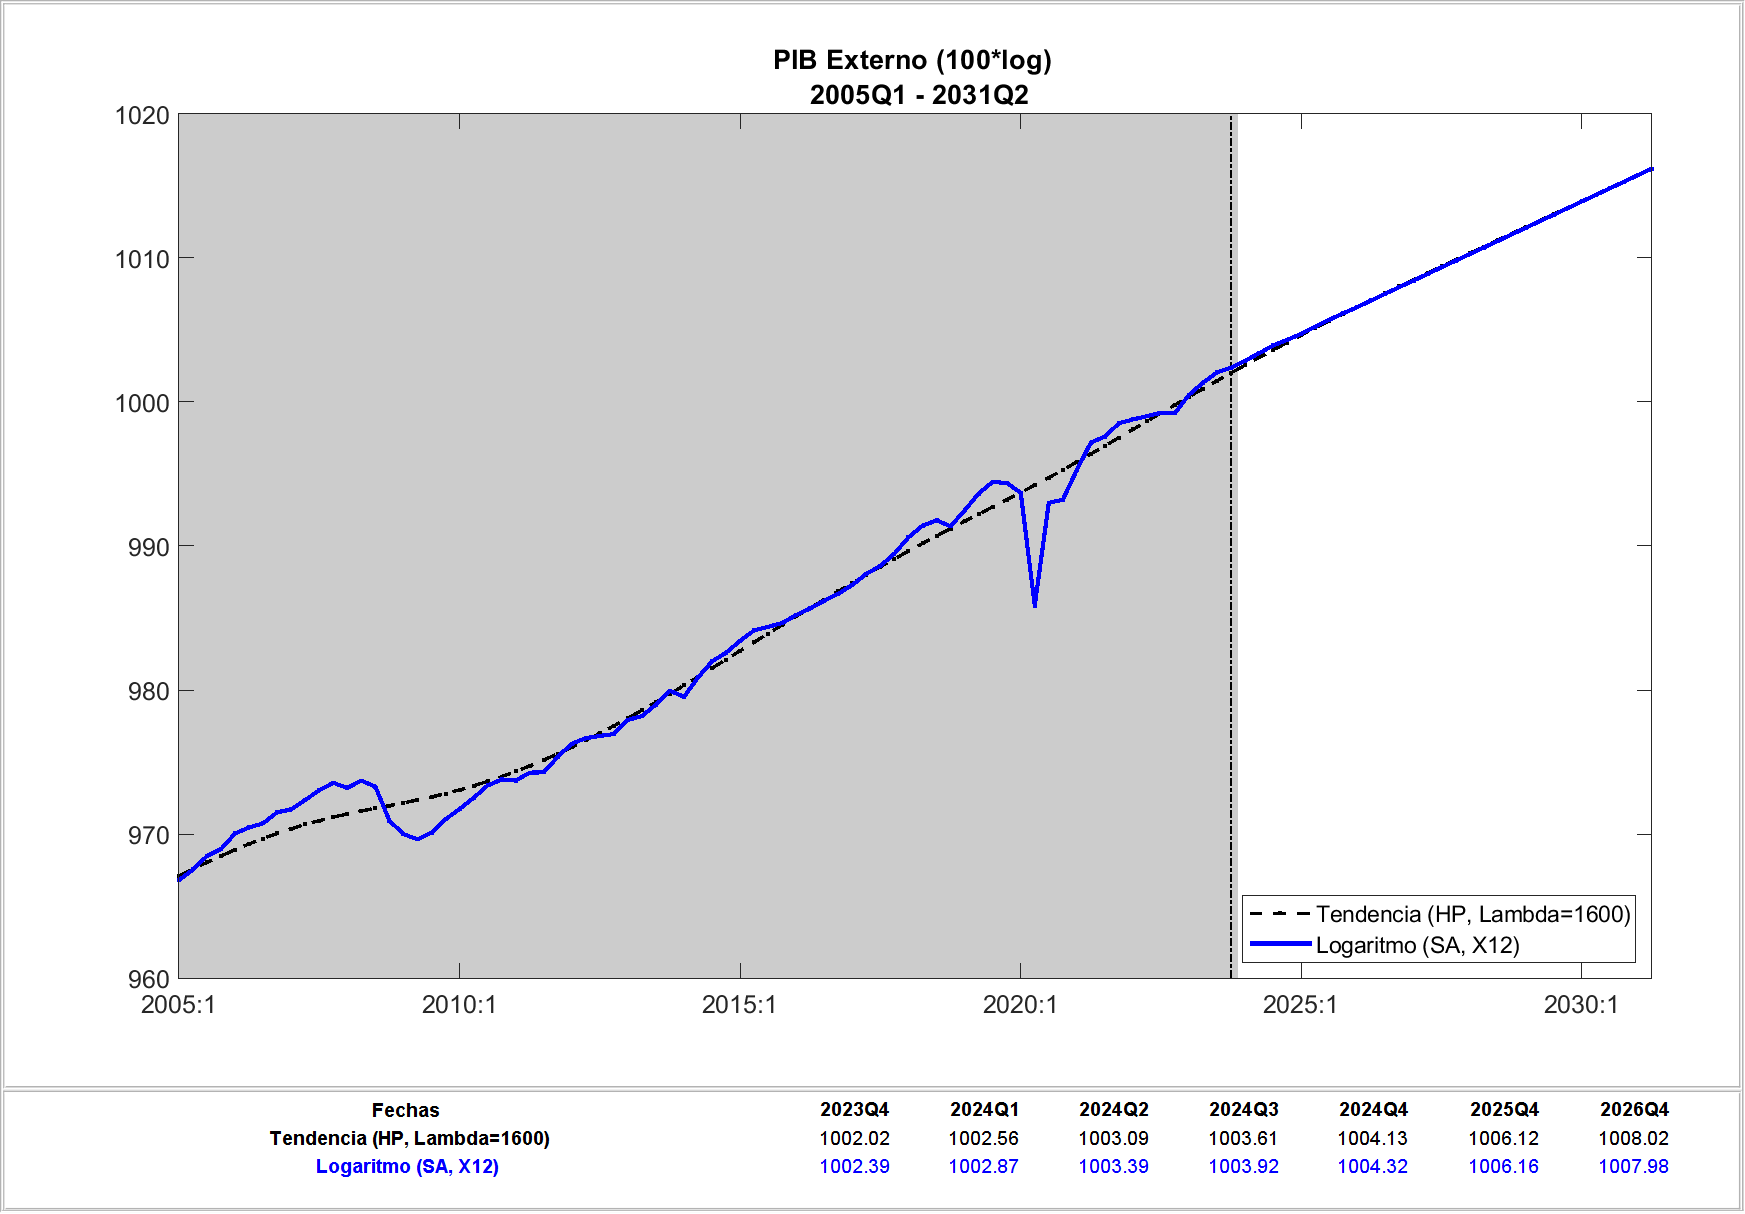 PIB Externo (100*log)
2005Q1 - 2031Q2
1020
1010
1000
990
980
970
960
2005:1 2010:1 2015:1 2020:1 2025:1 2030:1
Tendencia (HP, Lambda=1600)
Logaritmo (SA, X12)
Fechas 2023Q4 2024Q1 2024Q2 2024Q3 2024Q4 2025Q4 2026Q4
Tendencia (HP, Lambda=1600) 1002.02 1002.56 1003.09 1003.61 1004.13 1006.12 1008.02
Logaritmo (SA, X12) 1002.39 1002.87 1003.39 1003.92 1004.32 1006.16 1007.98